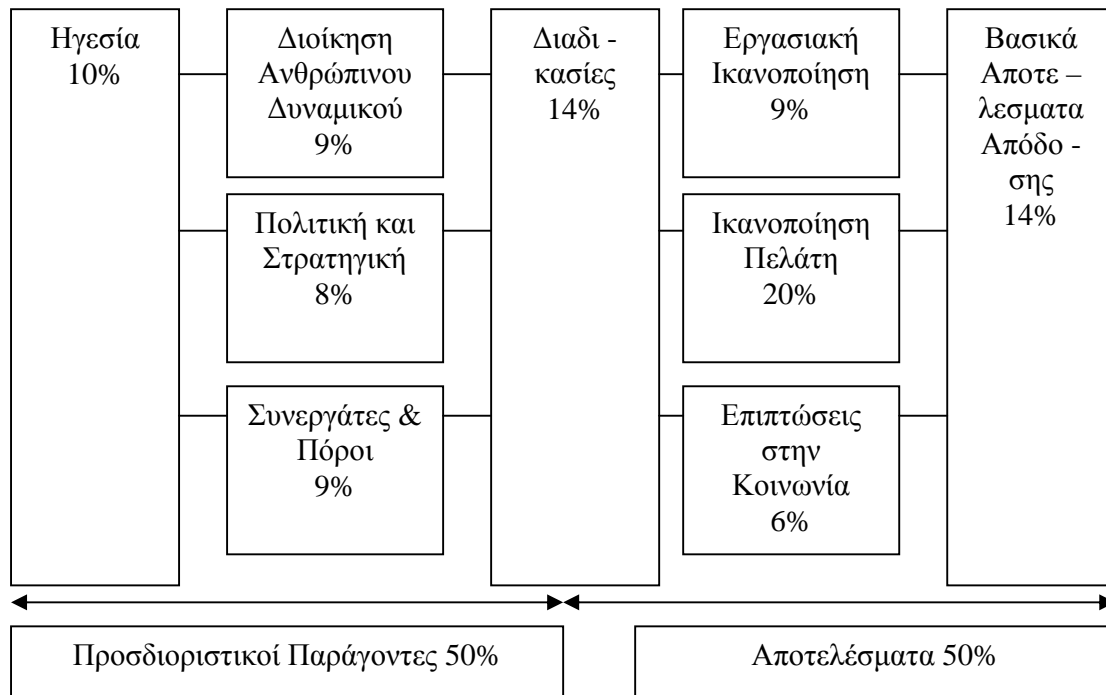 Ηγεσία
10%
Διοίκηση
Ανθρώπινου
Δυναμικού
9%
Πολιτική και
Στρατηγική
8%
Συνεργάτες &
Πόροι
9%
Διαδι -
κασίες
14%
Εργασιακή
Ικανοποίηση
9%
Ικανοποίηση
Πελάτη
20%
Επιπτώσεις
στην
Κοινωνία
6%
Βασικά
Αποτε –
λεσματα
Απόδο -
σης
14%
Προσδιοριστικοί Παράγοντες 50%
Αποτελέσματα 50%